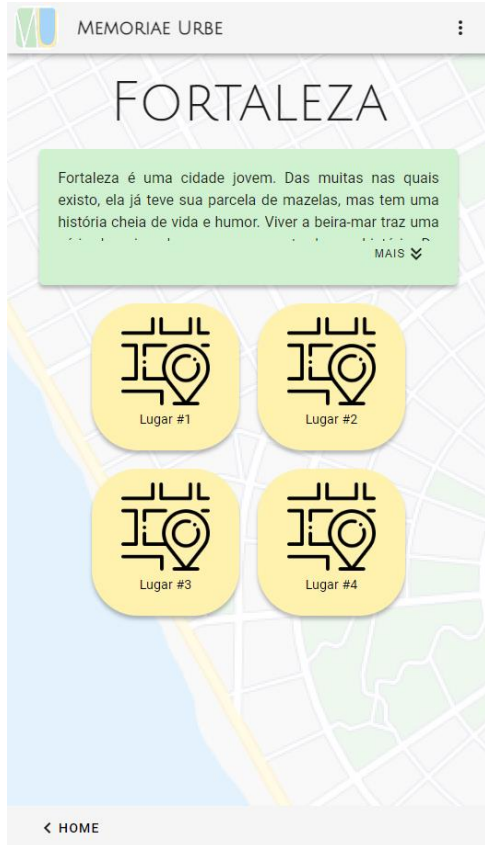 MEMORIAE URBE
FORTALEZA
Fortaleza é uma cidade jovem. Das muitas nas quais
existo, ela já teve sua parcela de mazelas, mas tem uma
história cheia de vida e humor. Viver a beira-mar traz uma
MAIS
Lugar #1
Lugar #2
Lugar #3
Lugar #4
HOME